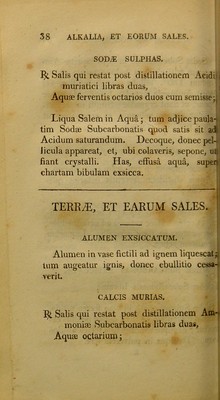 38 ALKALIA, ET EORUM SALES.
SODÆ SULPHAS.
℞ Salis qui restat post distillationem Acidi
muriatici libras duas,
Aquæ ferventis octarios duos cum semisse;
Liqua Salem in Aquâ; tum adjice paula-
tim Sodæ Subcarbonatis quod satis sit ad
Acidum saturandum. Decoque, donec pel-
licula appareat, et, ubi colaveris, sepone, ut
fiant crystalli. Has, effusâ aquâ, super
chartam bibulam exsicca.
TERRÆ, ET EARUM SALES.
ALUMEN EXSICCATUM.
Alumen in vase fictili ad ignem liquescat;
tum augeatur ignis, donec ebullitio cessa-
verit.
CALCIS MURIAS.
℞ Salis qui restat post distillationem Am-
moniæ Subcarbonatis libras duas,
Aquæ octarium;